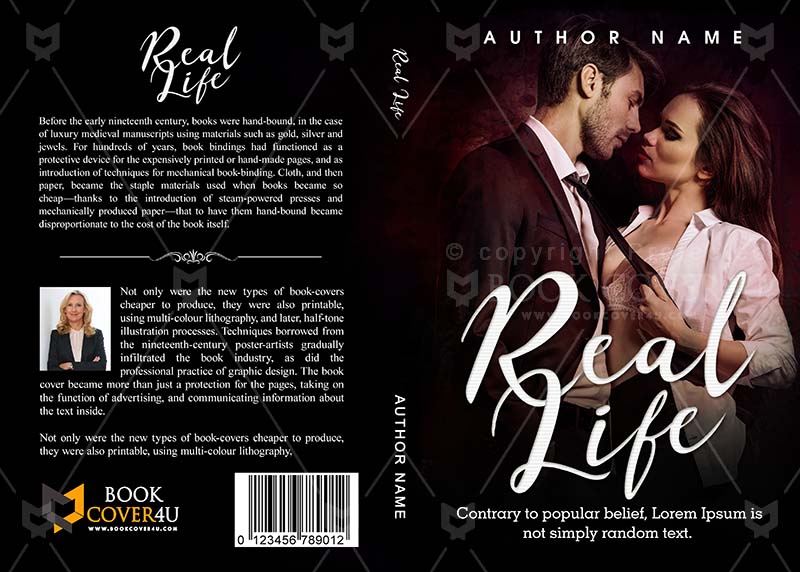 Real
Life
Before the early nineteenth century, books were hand-bound, in the case
of luxury medieval manuscripts using materials such as gold, silver and
jewels. For hundreds of years, book bindings had functioned as a
protective device for the expensively printed or hand-made pages, and as
introduction of techniques for mechanical book-binding. Cloth, and then
paper, became the staple materials used when books became so
cheap—thanks to the introduction of steam-powered presses and
mechanically produced paper—that to have them hand-bound became
disproportionate to the cost of the book itself.
Not only were the new types of book-covers
cheaper to produce, they were also printable,
using multi-colour lithography, and later, half-tone
illustration processes. Techniques borrowed from
the nineteenth-century poster-artists gradually
infiltrated the book industry, as did the
professional practice of graphic design. The book
cover became more than just a protection for the pages, taking on
the function of advertising, and communicating information about
the text inside.
Not only were the new types of book-covers cheaper to produce,
they were also printable, using multi-colour lithography,
BOOK
COVER4U
WWW.BOOKCOVER4U.COM
0 123456 789012
Real Life
AUTHOR NAME
AUTHOR NAME
© copyright
BOOK COVER4U
WWW.BOOKCOVER4U.COM
Real
Life
Contrary to popular belief, Lorem Ipsum is
not simply random text.